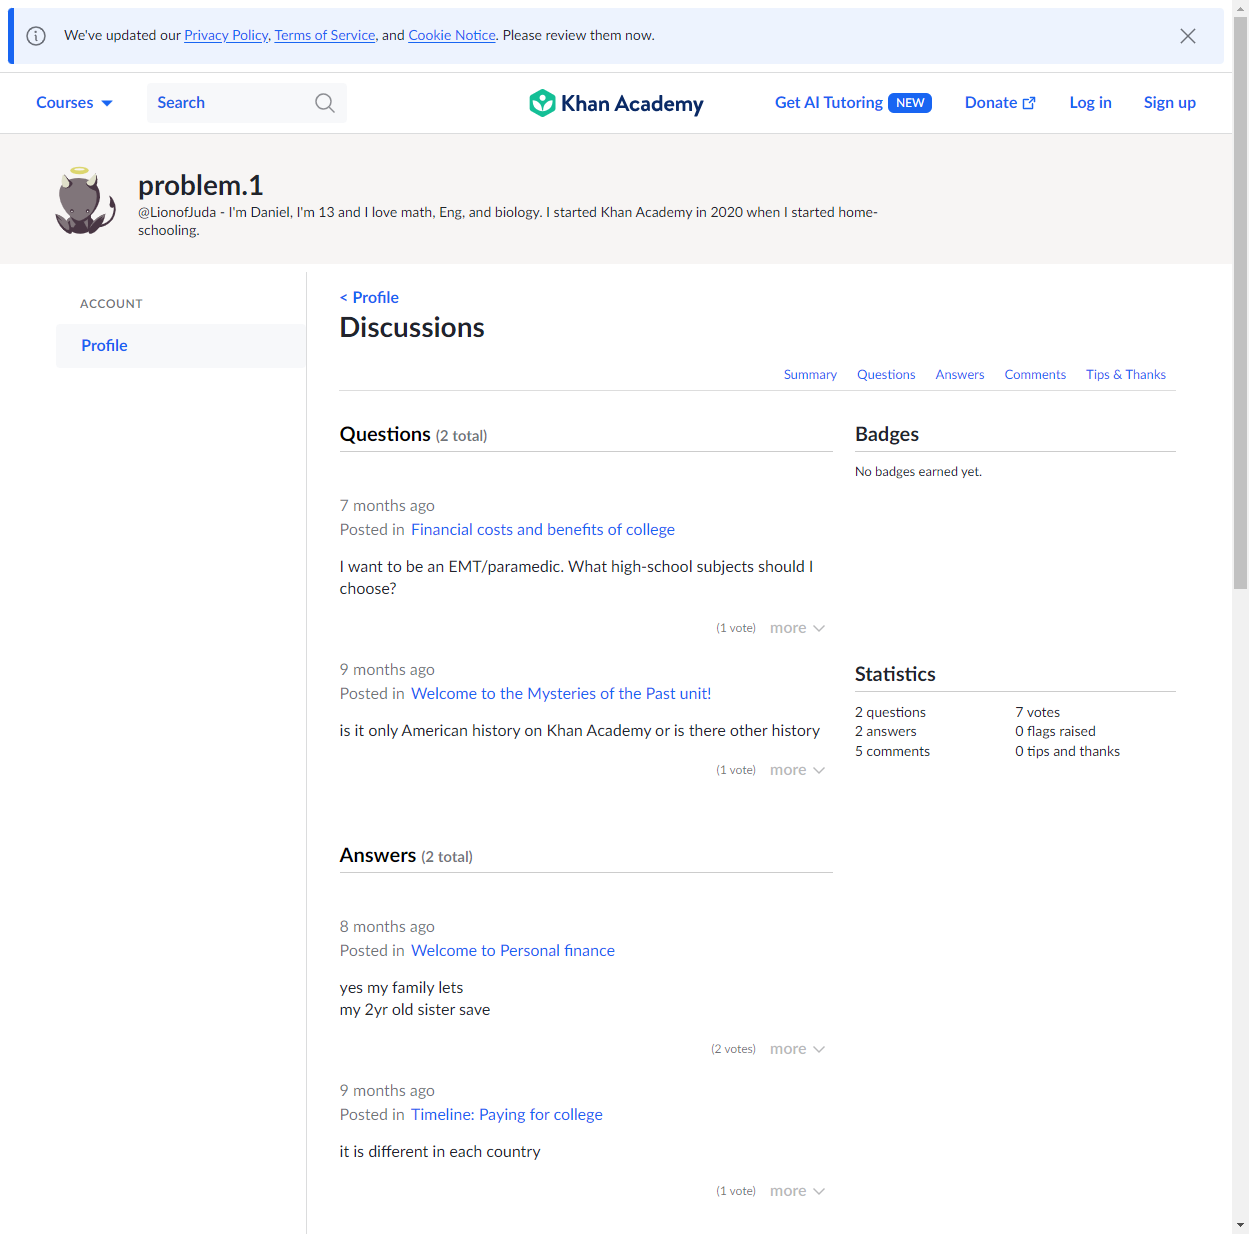 We've updated our Privacy Policy, Terms of Service, and Cookie Notice. Please review them now.
Courses
Search
Khan Academy
Get AI Tutoring NEW
Donate
Log in
Sign up
problem.1
@LionofJuda - I'm Daniel, I'm 13 and I love math, Eng, and biology. I started Khan Academy in 2020 when I started home-
schooling.
ACCOUNT
Profile
< Profile
Discussions
Summary
Questions
Answers
Comments
Tips & Thanks
Questions (2 total)
7 months ago
Posted in Financial costs and benefits of college
I want to be an EMT/paramedic. What high-school subjects should I
choose?
(1 vote) more
9 months ago
Posted in Welcome to the Mysteries of the Past unit!
is it only American history on Khan Academy or is there other history
(1 vote) more
Answers (2 total)
8 months ago
Posted in Welcome to Personal finance
yes my family lets
my 2yr old sister save
(2 votes) more
9 months ago
Posted in Timeline: Paying for college
it is different in each country
(1 vote) more
Badges
No badges earned yet.
Statistics
2 questions
2 answers
5 comments
7 votes
0 flags raised
0 tips and thanks